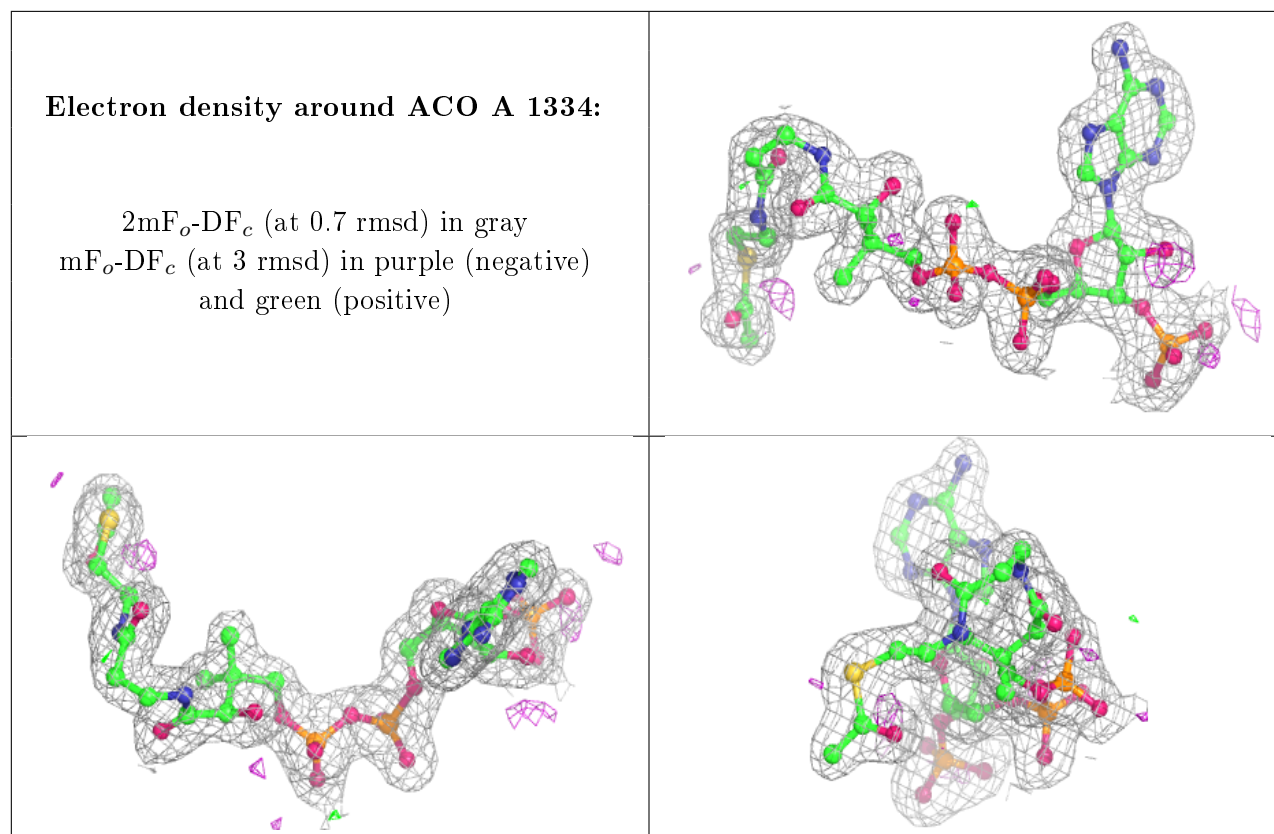 Electron density around ACO A 1334:
2mFo-DFc (at 0.7 rmsd) in gray
mFo-DFc (at 3 rmsd) in purple (negative)
and green (positive)